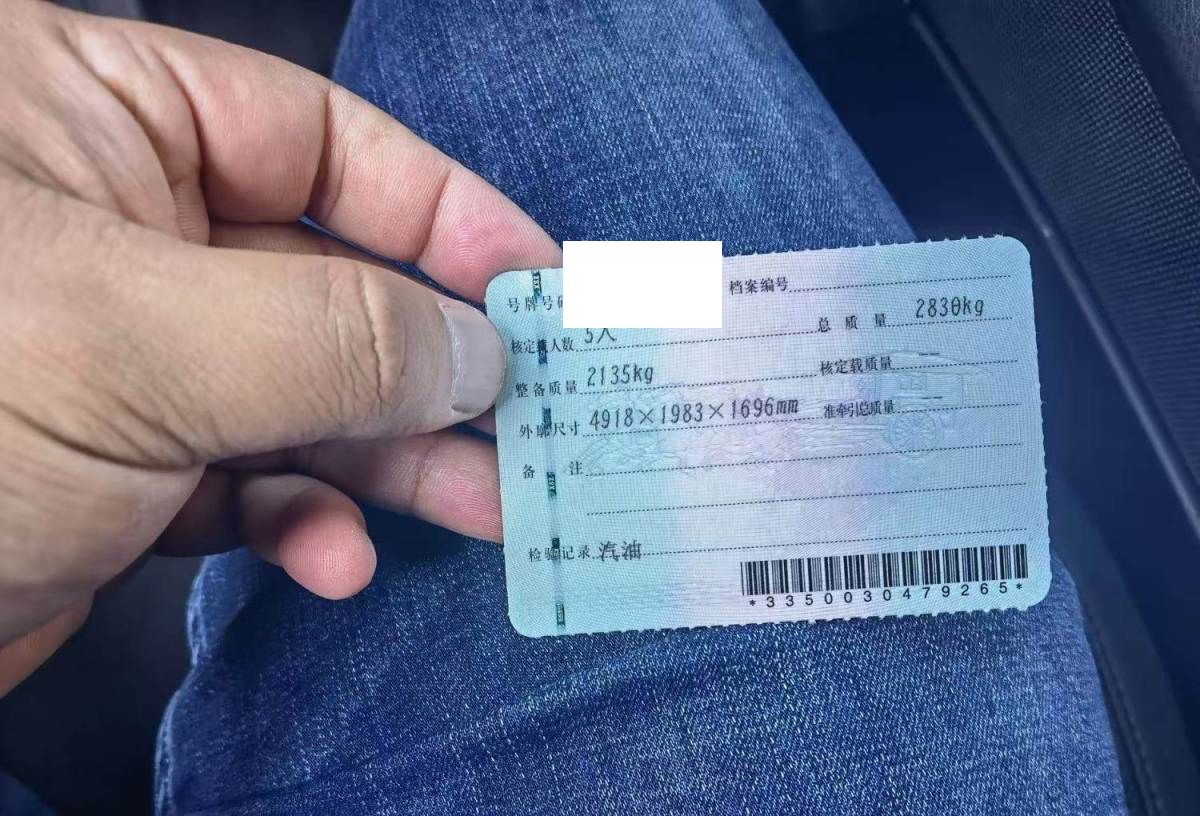 号牌号码 档案编号
核定载人数 5人 总质量 2830kg
整备质量 2135kg 核定载质量 —
外廓尺寸 4918×1983×1696mm 准牵引总质量 —
备注
检验记录 汽油
*3350030479265*